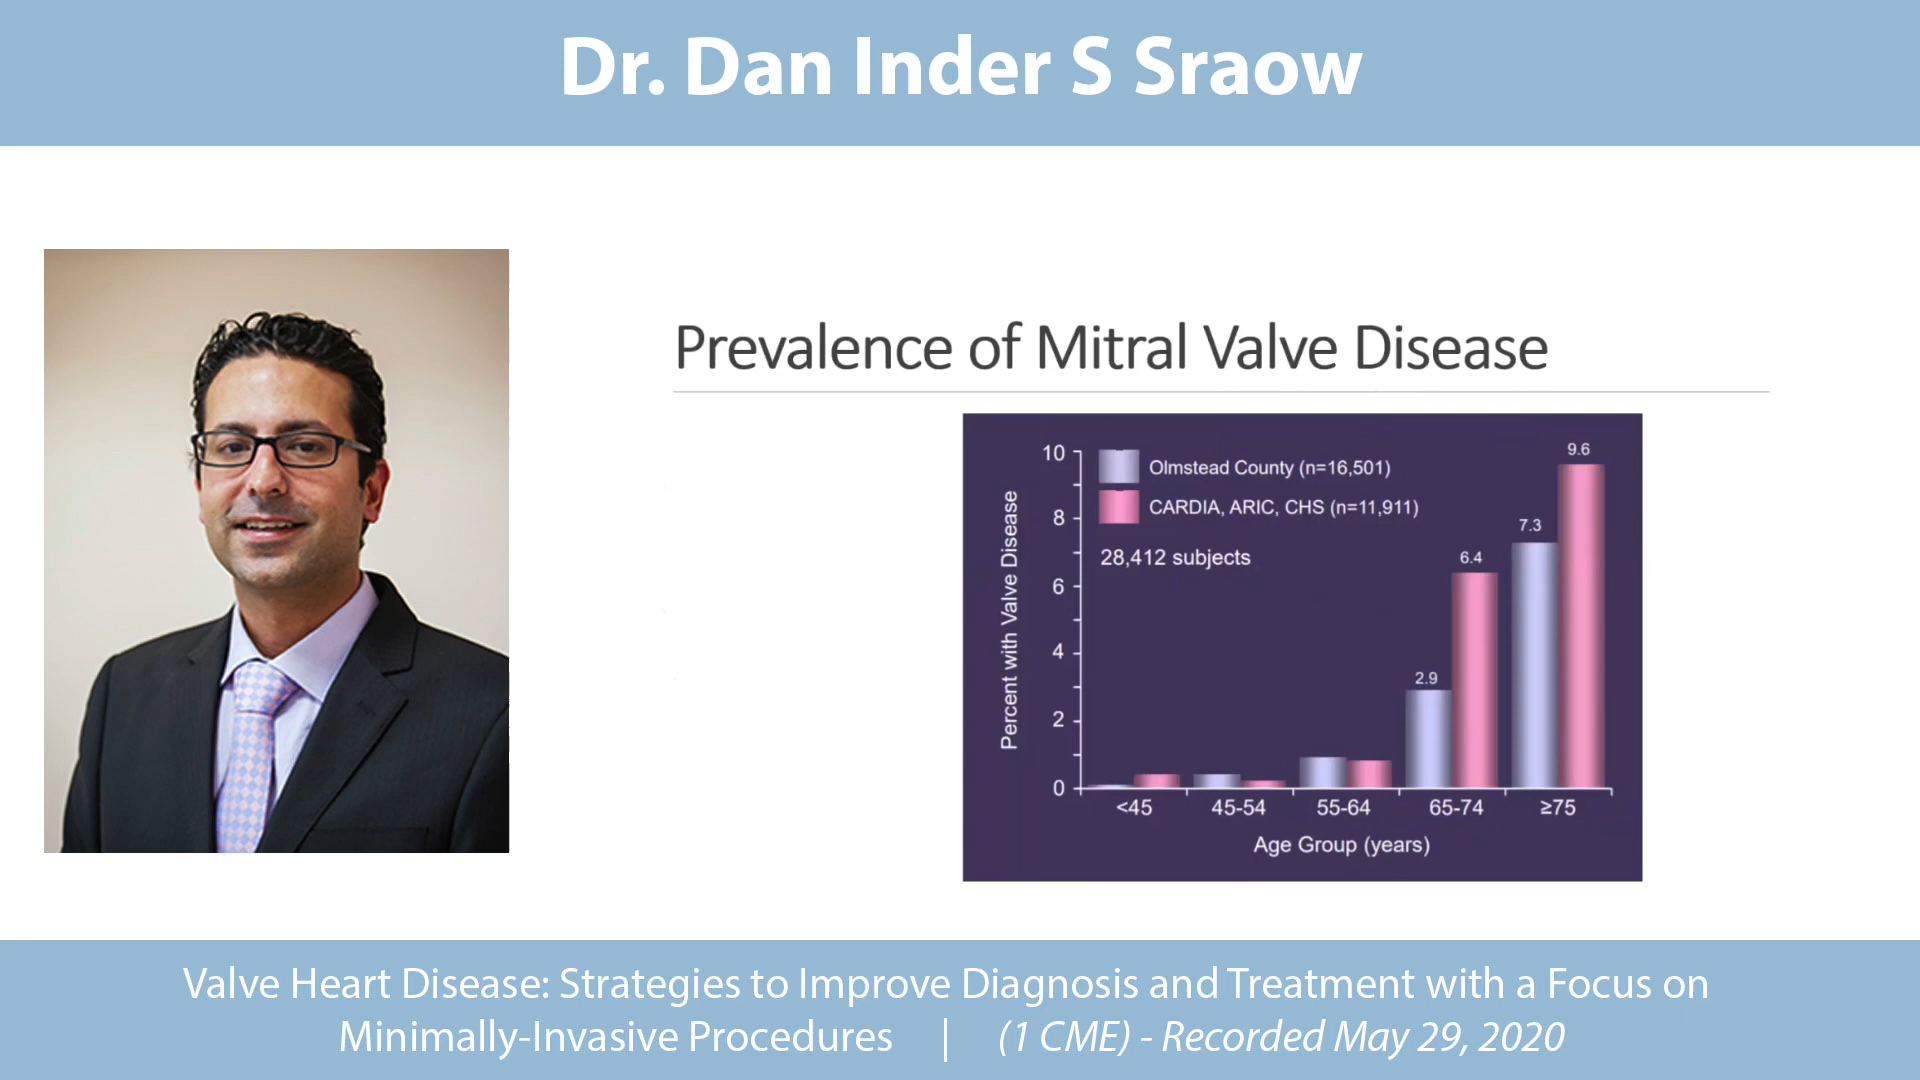 Dr. Dan Inder S Sraow
Prevalence of Mitral Valve Disease
Percent with Valve Disease
10
8
6
4
2
0
Olmstead County (n=16,501)
CARDIA, ARIC, CHS (n=11,911)
28,412 subjects
2.9
6.4
7.3
9.6
<45
45-54
55-64
65-74
≥75
Age Group (years)
Valve Heart Disease: Strategies to Improve Diagnosis and Treatment with a Focus on
Minimally-Invasive Procedures | (1 CME) - Recorded May 29, 2020